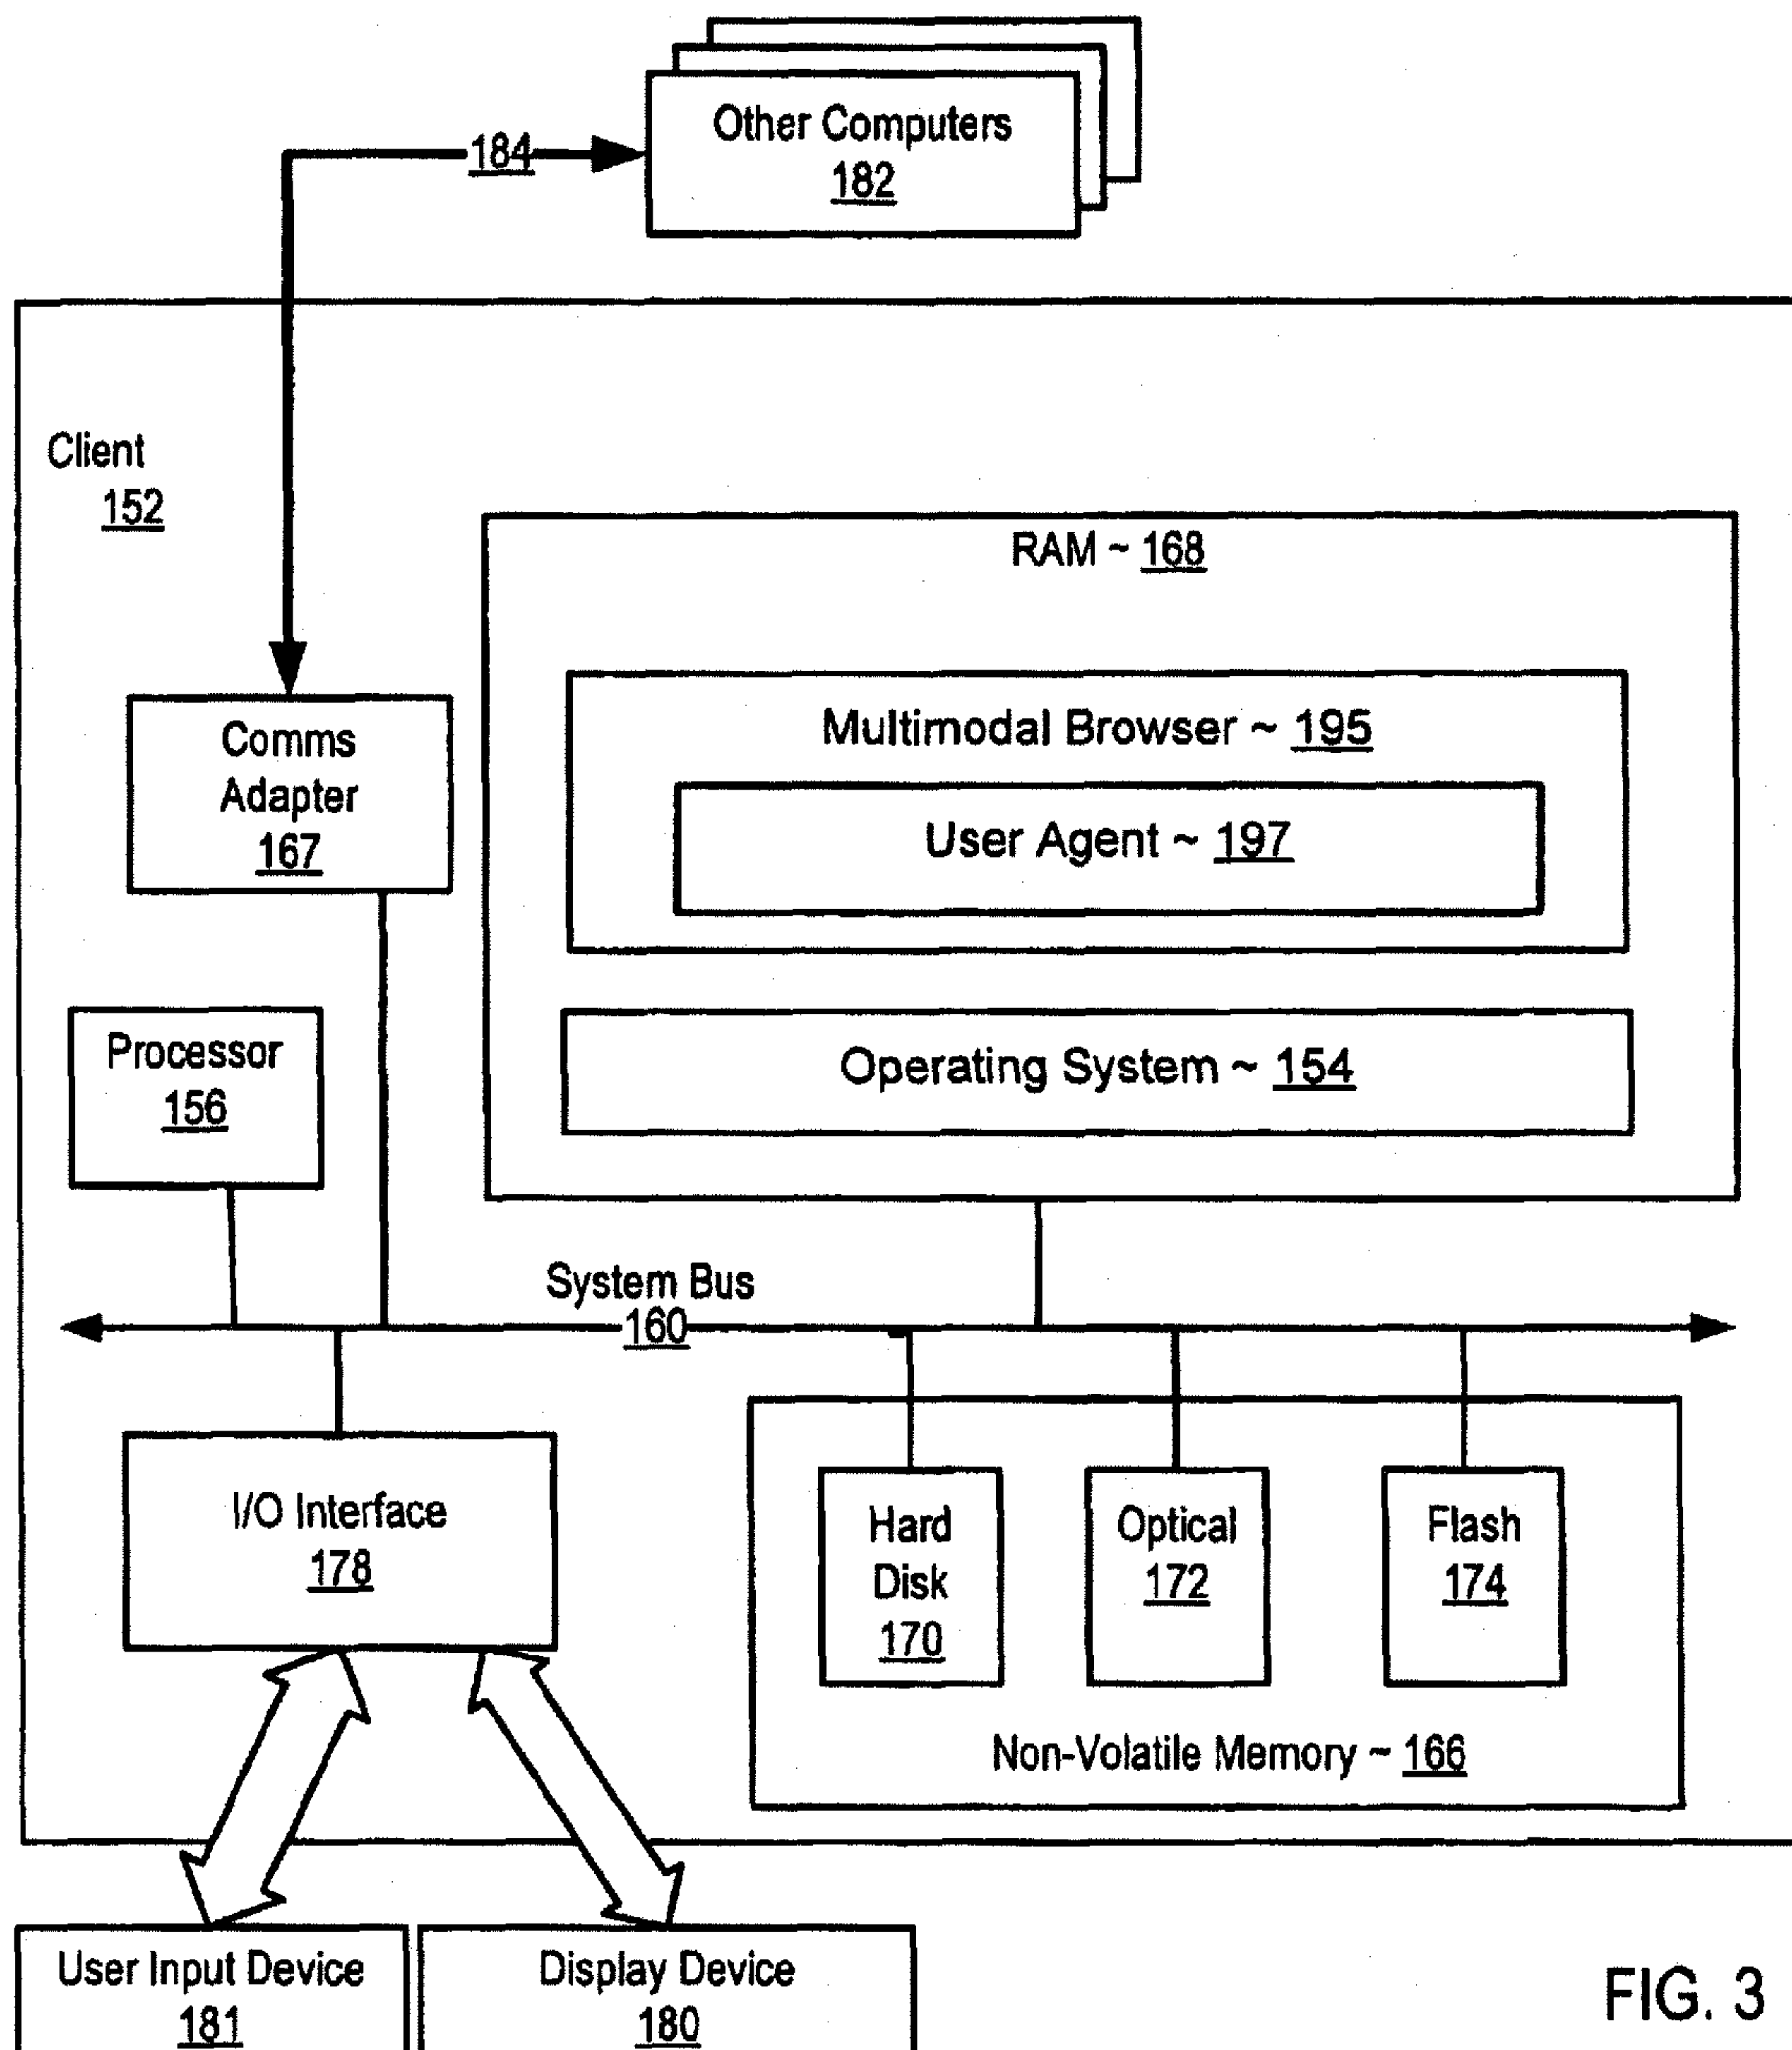 Other Computers
182
184
Client
152
RAM ~ 168
Multimodal Browser ~ 195
User Agent ~ 197
Comms
Adapter
167
Operating System ~ 154
Processor
156
System Bus
160
I/O Interface
178
Hard
Disk
170
Optical
172
Flash
174
Non-Volatile Memory ~ 166
User Input Device
181
Display Device
180
FIG. 3